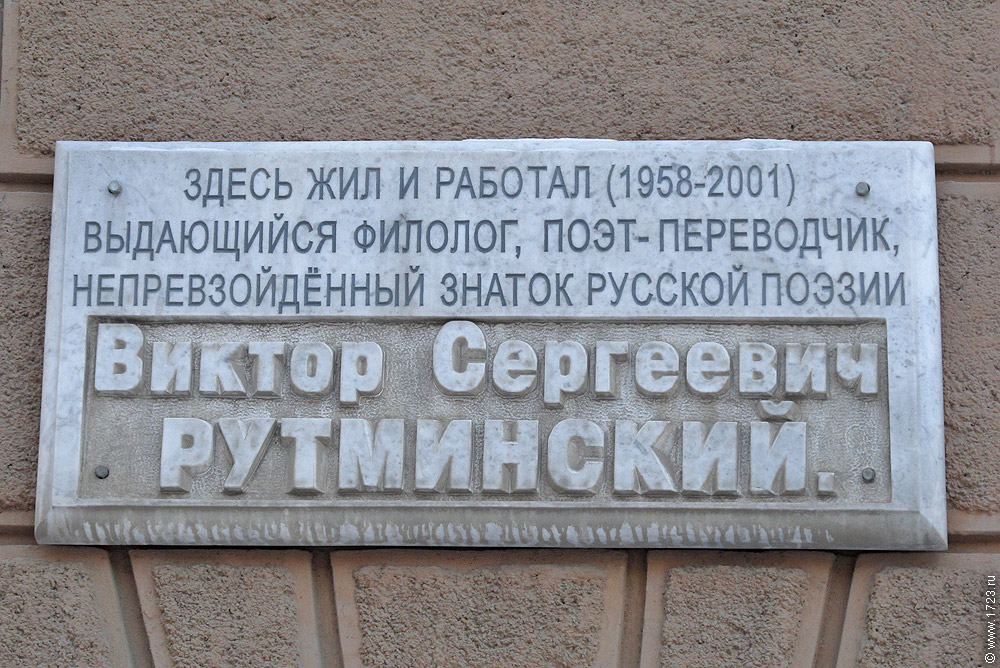 ЗДЕСЬ ЖИЛ И РАБОТАЛ (1958-2001)
ВЫДАЮЩИЙСЯ ФИЛОЛОГ, ПОЭТ-ПЕРЕВОДЧИК,
НЕПРЕВЗОЙДЁННЫЙ ЗНАТОК РУССКОЙ ПОЭЗИИ
Виктор Сергеевич
РУТМИНСКИЙ.
© www.1723.ru